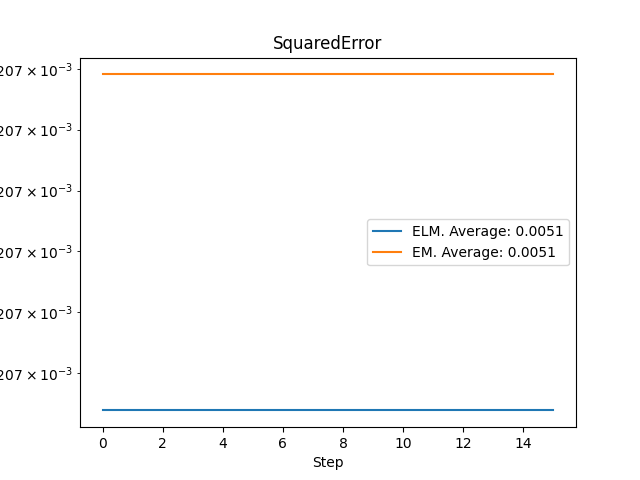 SquaredError
207 × 10⁻³
207 × 10⁻³
207 × 10⁻³
207 × 10⁻³
207 × 10⁻³
207 × 10⁻³
ELM. Average: 0.0051
EM. Average: 0.0051
0 2 4 6 8 10 12 14
Step